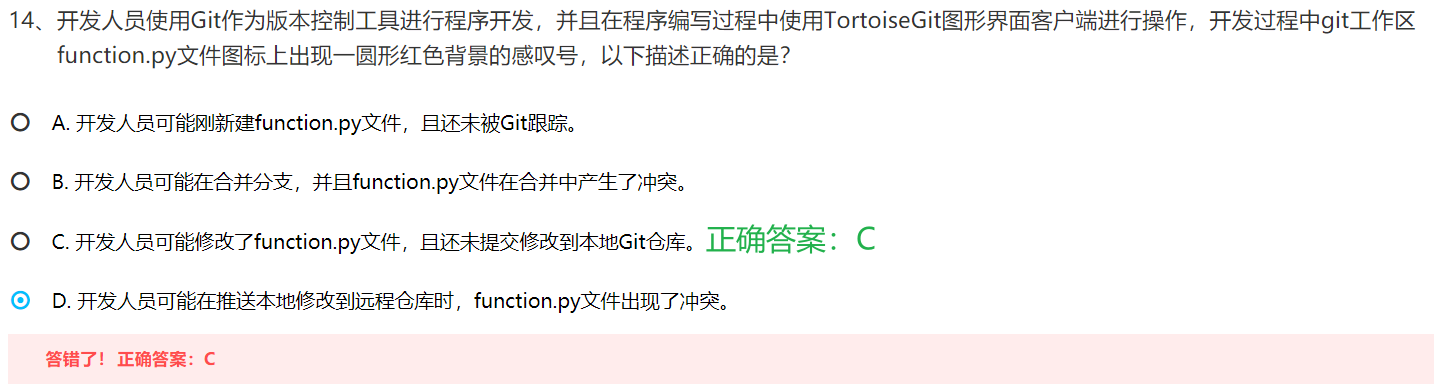 14、开发人员使用Git作为版本控制工具进行程序开发，并且在程序编写过程中使用TortoiseGit图形界面客户端进行操作，开发过程中git工作区
function.py文件图标上出现一圆形红色背景的感叹号，以下描述正确的是？
A. 开发人员可能刚新建function.py文件，且还未被Git跟踪。
B. 开发人员可能在合并分支，并且function.py文件在合并中产生了冲突。
C. 开发人员可能修改了function.py文件，且还未提交修改到本地Git仓库。正确答案：C
D. 开发人员可能在推送本地修改到远程仓库时，function.py文件出现了冲突。
答错了！正确答案：C